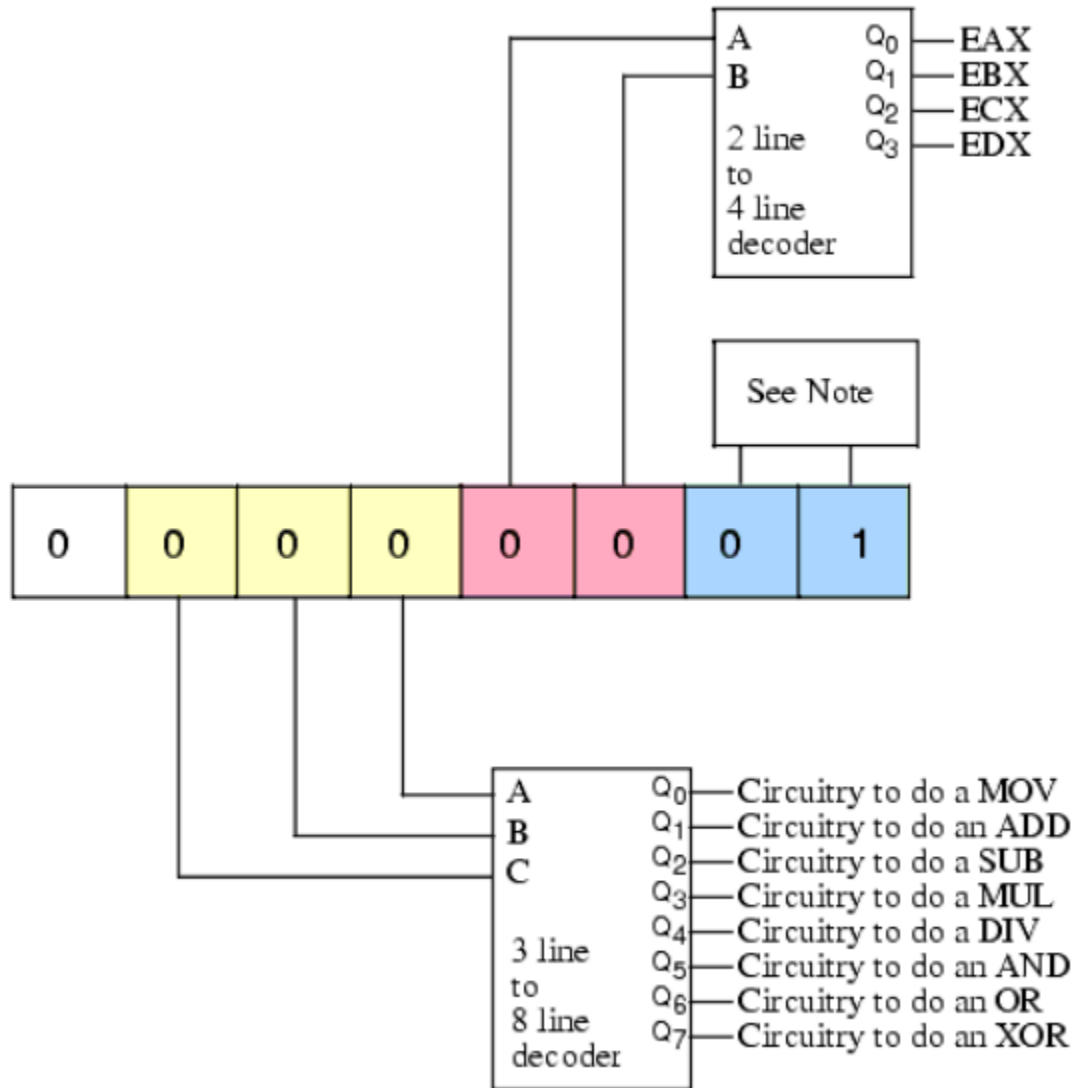 A Q0 EAX
B Q1 EBX
Q2 ECX
2 line Q3 EDX
to
4 line
decoder
See Note
0 0 0 0 0 0 0 1
A Q0 Circuitry to do a MOV
B Q1 Circuitry to do an ADD
C Q2 Circuitry to do a SUB
Q3 Circuitry to do a MUL
3 line Q4 Circuitry to do a DIV
to Q5 Circuitry to do an AND
8 line Q6 Circuitry to do an OR
decoder Q7 Circuitry to do an XOR